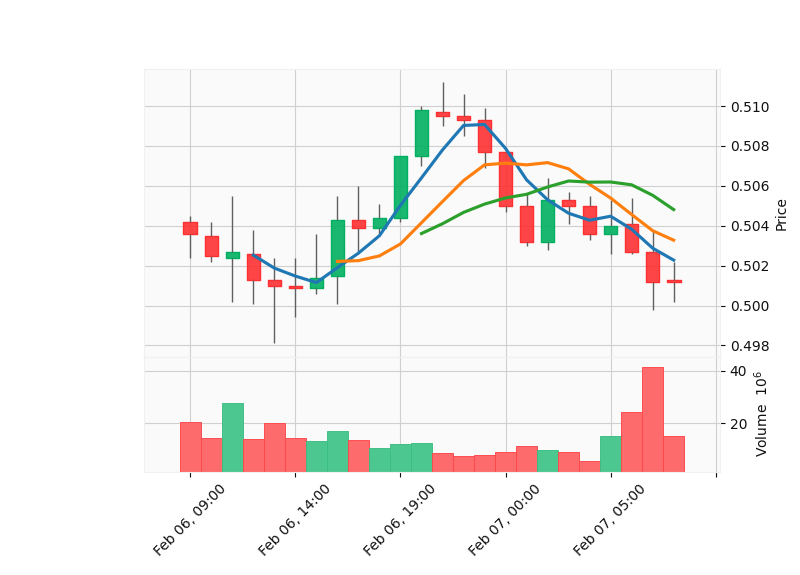 0.510
0.508
0.506
0.504
0.502
0.500
0.498
Price
40
20
Volume 10^6
Feb 06, 09:00
Feb 06, 14:00
Feb 06, 19:00
Feb 07, 00:00
Feb 07, 05:00